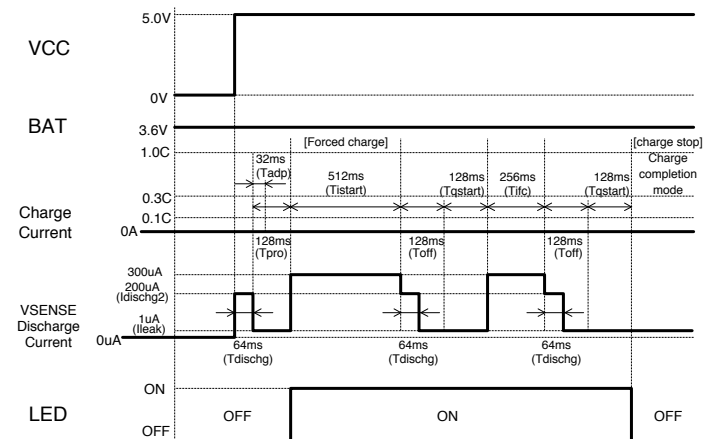 5.0V
VCC
0V
BAT
3.6V
[Forced charge]
[charge stop]
1.0C
Charge
completion
mode
32ms
(Tadp)
512ms
(Tistart)
128ms
(Tqstart)
256ms
(Tifc)
128ms
(Tqstart)
0.3C
0.1C
Charge
Current
0A
128ms
(Tpro)
128ms
(Toff)
128ms
(Toff)
300uA
200uA
(Idischg2)
VSENSE
Discharge
Current
1uA
(Ileak)
0uA
64ms
(Tdischg)
64ms
(Tdischg)
64ms
(Tdischg)
ON
LED
OFF
ON
OFF
OFF